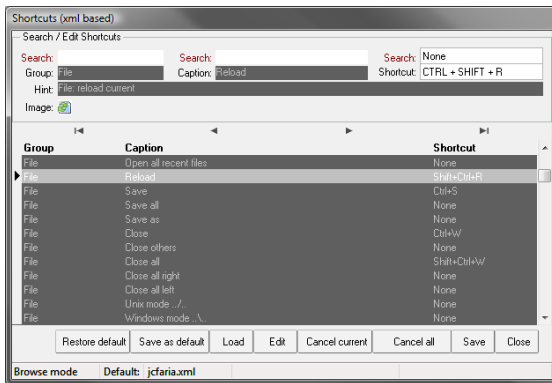 Shortcuts (xml based)
Search / Edit Shortcuts
Search: Search: Search: None
Group: File Caption: Reload Shortcut: CTRL + SHIFT + R
Hint: File: reload current
Image:
Group Caption Shortcut
File Open all recent files None
File Reload Shift+Ctrl+R
File Save Ctrl+S
File Save all None
File Save as None
File Close Ctrl+W
File Close others None
File Close all Shift+Ctrl+W
File Close all right None
File Close all left None
File Unix mode ../.. None
File Windows mode ..\.. None
Restore default Save as default Load Edit Cancel current Cancel all Save Close
Browse mode Default: jcfaria.xml